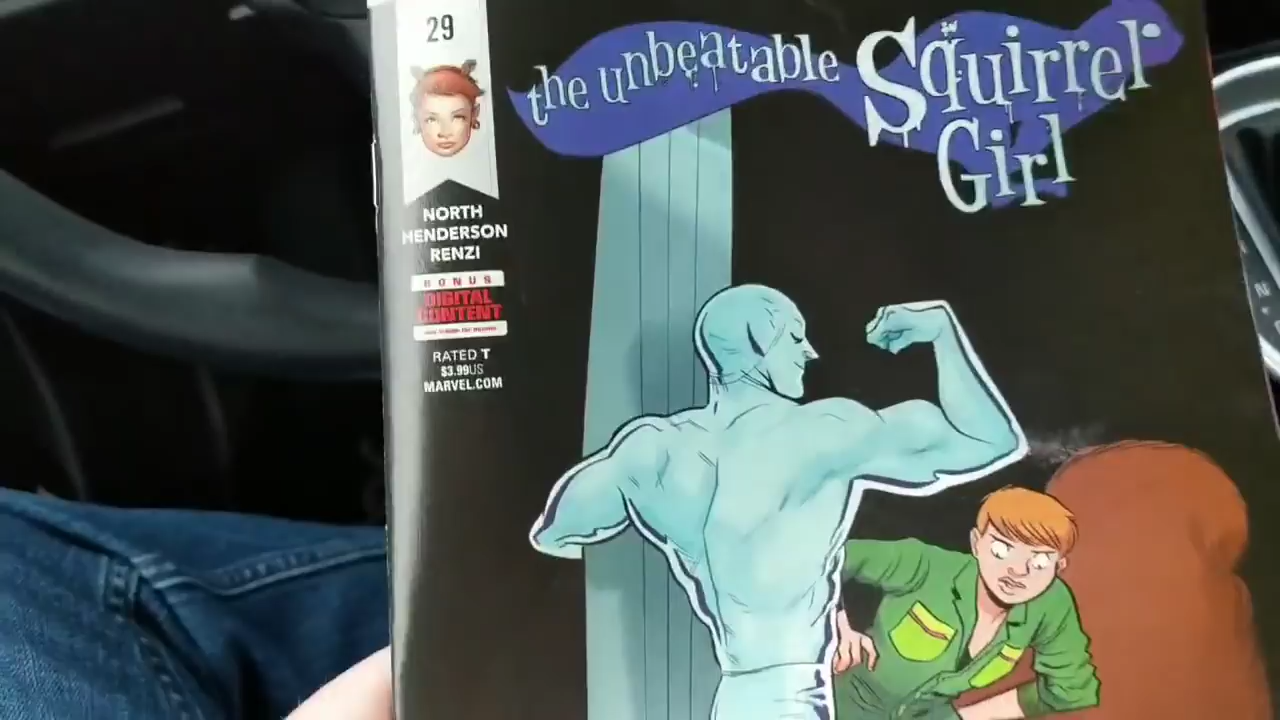 29
the unbeatable Squirrel Girl
NORTH
HENDERSON
RENZI
BONUS
DIGITAL
CONTENT
RATED T
$3.99US
MARVEL.COM
N